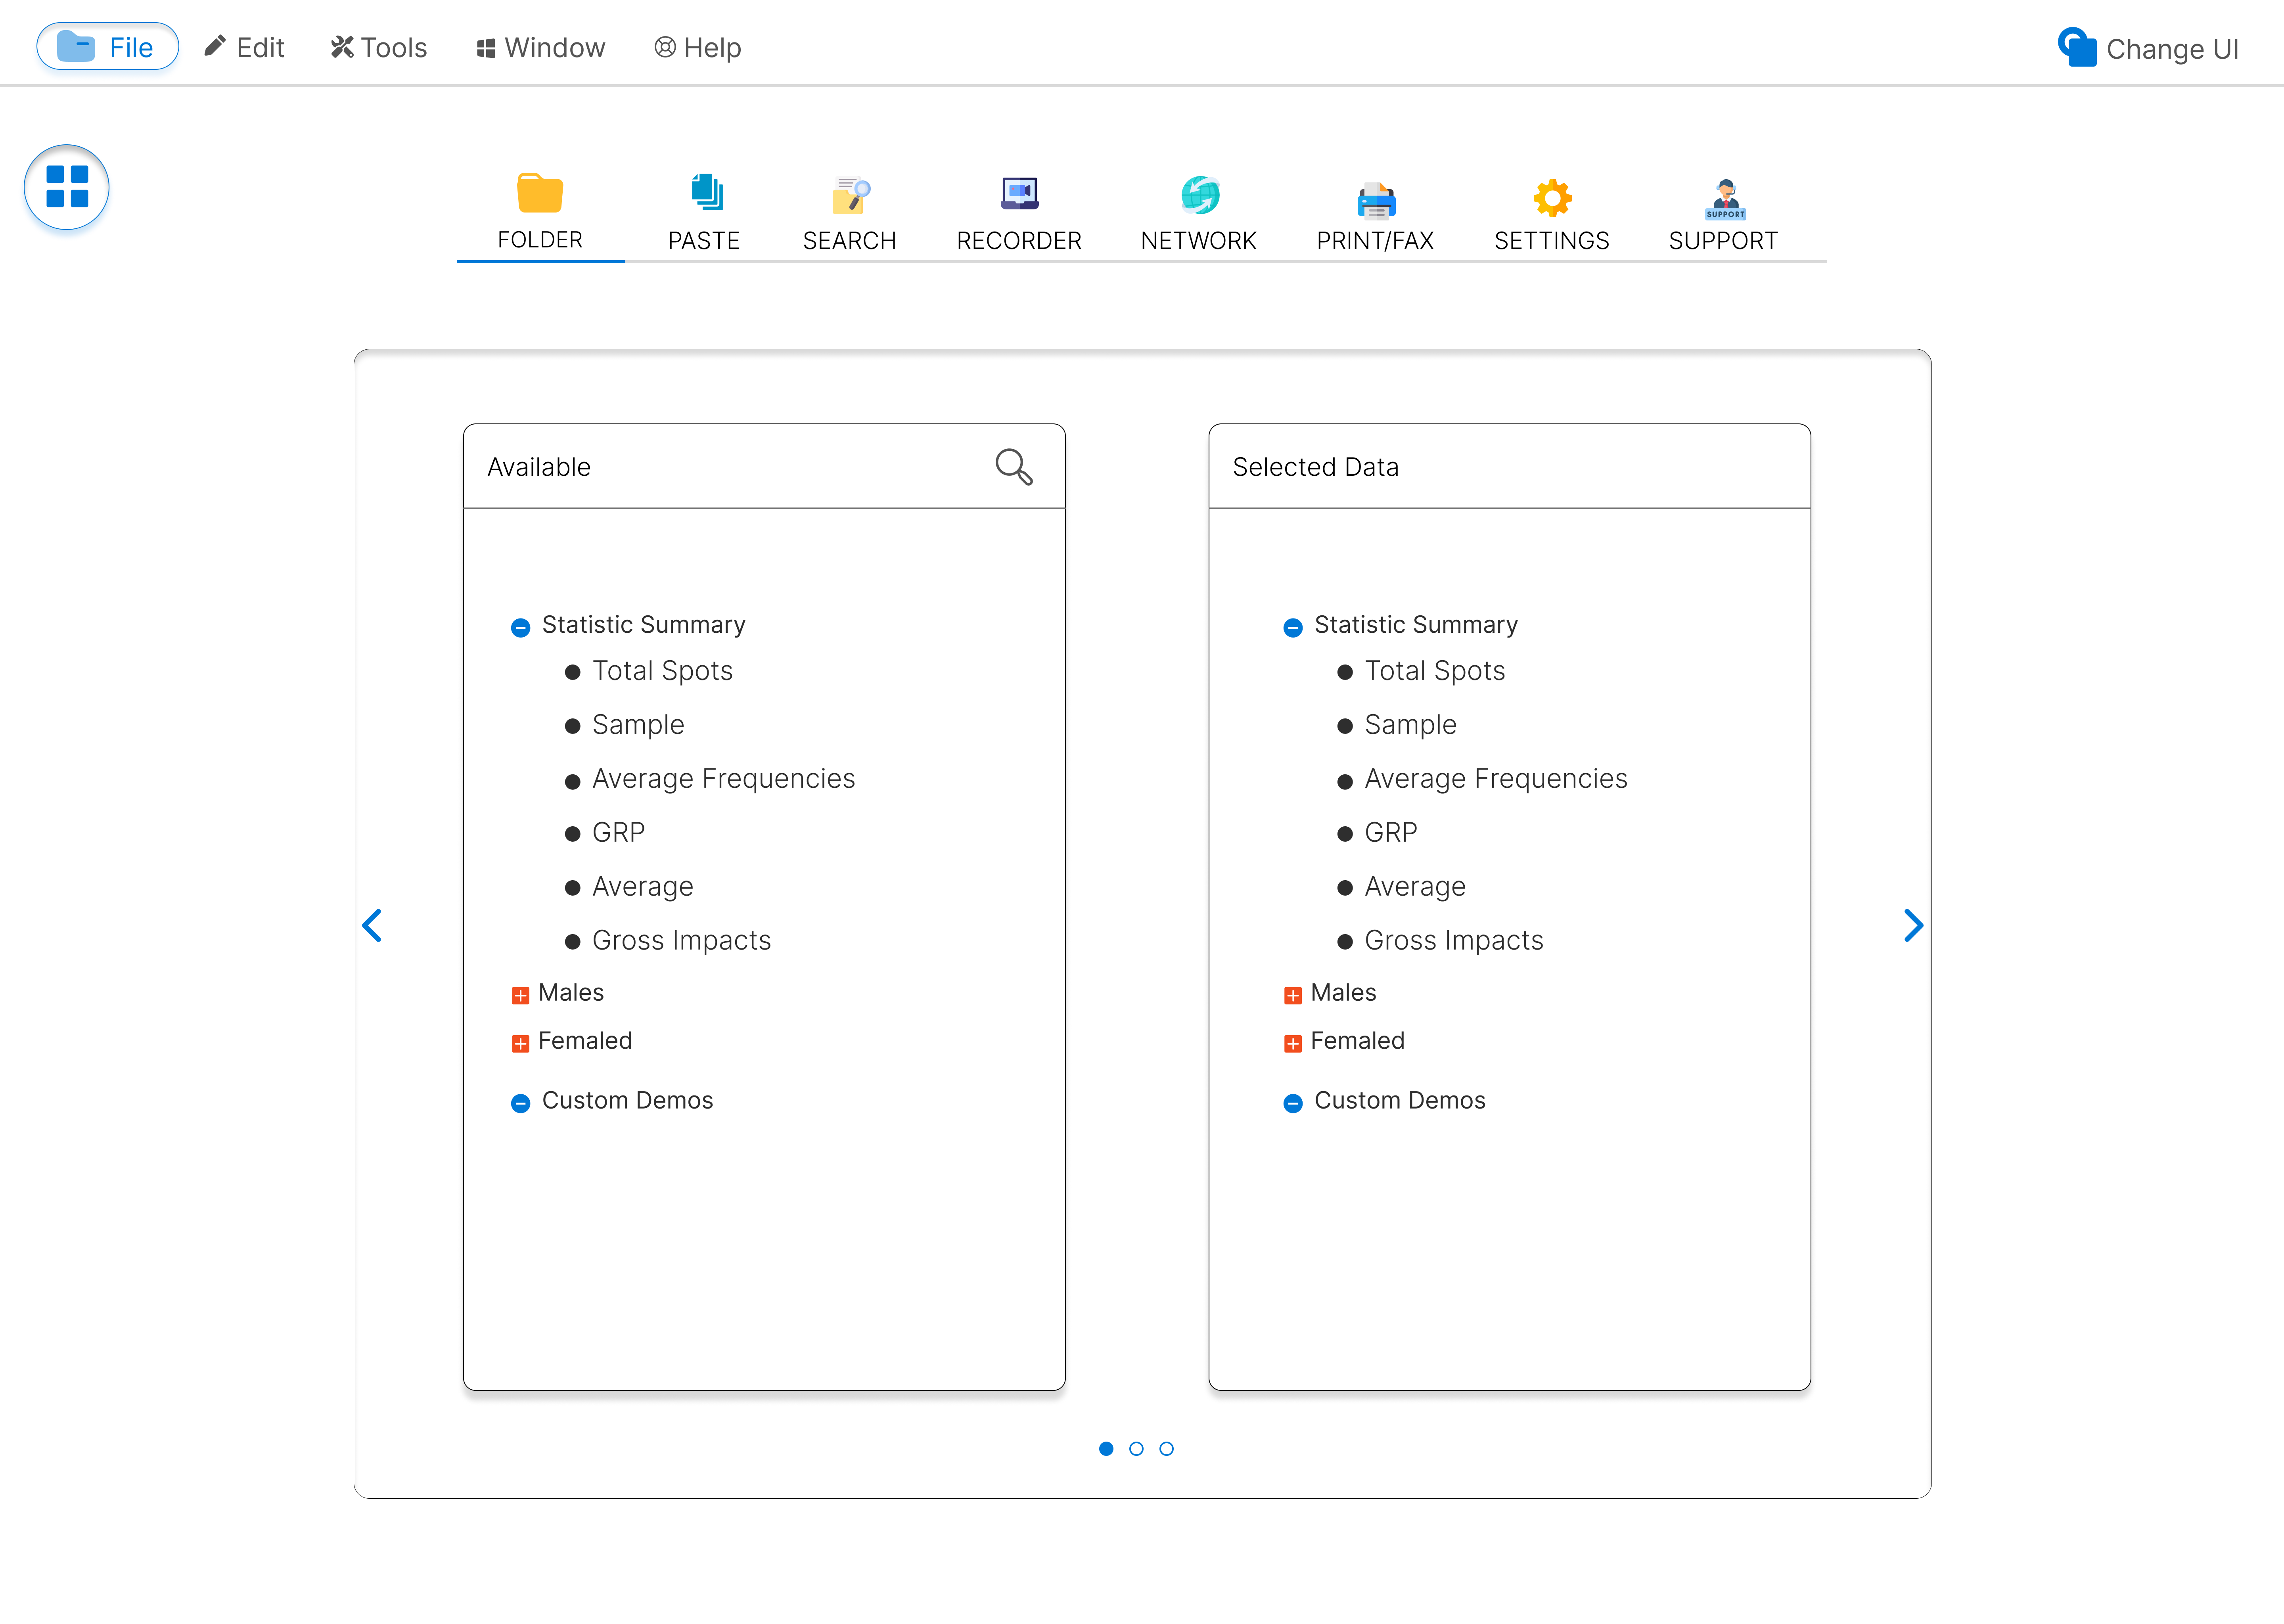 File Edit Tools Window Help Change UI
FOLDER PASTE SEARCH RECORDER NETWORK PRINT/FAX SETTINGS SUPPORT
SUPPORT
Available
Statistic Summary
Total Spots
Sample
Average Frequencies
GRP
Average
Gross Impacts
Males
Femaled
Custom Demos
Selected Data
Statistic Summary
Total Spots
Sample
Average Frequencies
GRP
Average
Gross Impacts
Males
Femaled
Custom Demos